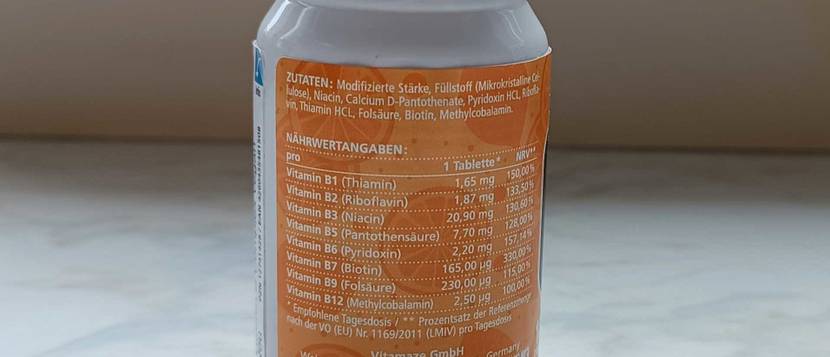 ZUTATEN: Modifizierte Stärke, Füllstoff (Mikrokristalline Cel-
lulose), Niacin, Calcium D-Pantothenate, Pyridoxin HCL, Ribofla-
vin, Thiamin HCL, Folsäure, Biotin, Methylcobalamin.
NÄHRWERTANGABEN:
pro 1 Tablette* NRV**
Vitamin B1 (Thiamin) 1,65 mg 150,00%
Vitamin B2 (Riboflavin) 1,87 mg 133,50%
Vitamin B3 (Niacin) 20,90 mg 130,60%
Vitamin B5 (Pantothensäure) 7,70 mg 128,00%
Vitamin B6 (Pyridoxin) 2,20 mg 157,14%
Vitamin B7 (Biotin) 165,00 µg 330,00%
Vitamin B9 (Folsäure) 230,00 µg 115,00%
Vitamin B12 (Methylcobalamin) 2,50 µg 100,00%
* Empfohlene Tagesdosis / ** Prozentsatz der Referenzmenge
nach der VO (EU) Nr. 1169/2011 (LMIV) pro Tagesdosis
Vitamaze GmbH
Germany